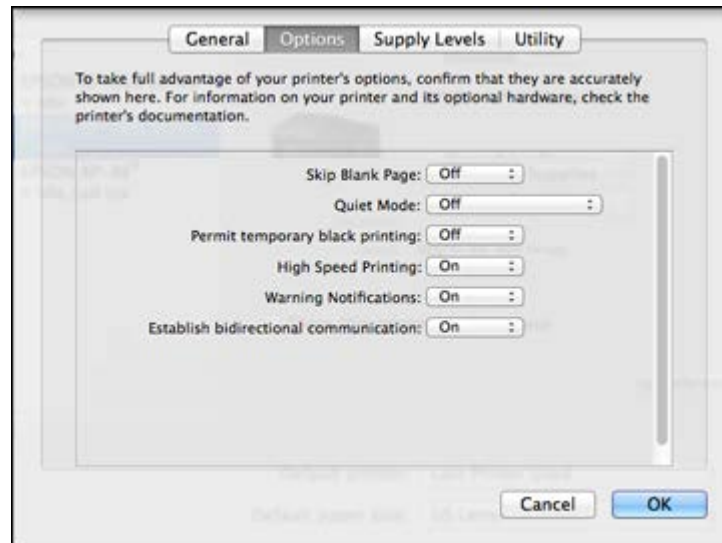 General Options Supply Levels Utility
To take full advantage of your printer's options, confirm that they are accurately
shown here. For information on your printer and its optional hardware, check the
printer's documentation.
Skip Blank Page: Off
Quiet Mode: Off
Permit temporary black printing: Off
High Speed Printing: On
Warning Notifications: On
Establish bidirectional communication: On
Cancel OK